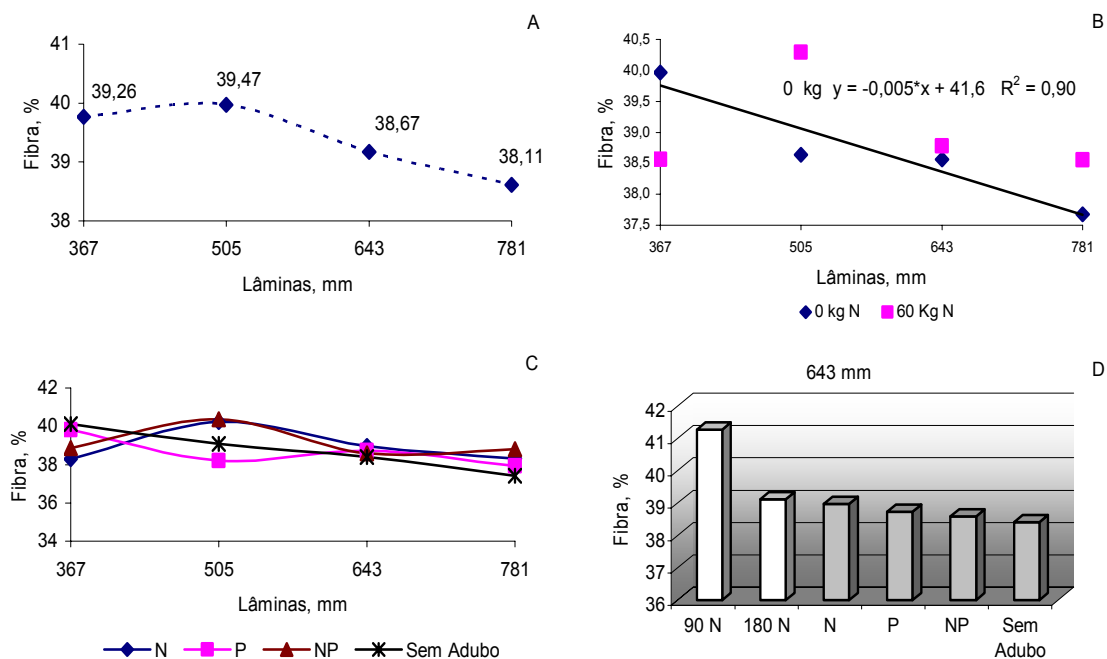 A
41
40
39
38
Fibra, %
39,26
39,47
38,67
38,11
367 505 643 781
Lâminas, mm
B
40,5
40,0
39,5
39,0
38,5
38,0
37,5
Fibra, %
0 kg y = -0,005*x + 41,6 R² = 0,90
367 505 643 781
Lâminas, mm
0 kg N 60 Kg N
C
42
40
38
36
34
Fibra, %
367 505 643 781
Lâminas, mm
N P NP Sem Adubo
D
643 mm
42
41
40
39
38
37
36
Fibra, %
90 N 180 N N P NP Sem
Adubo